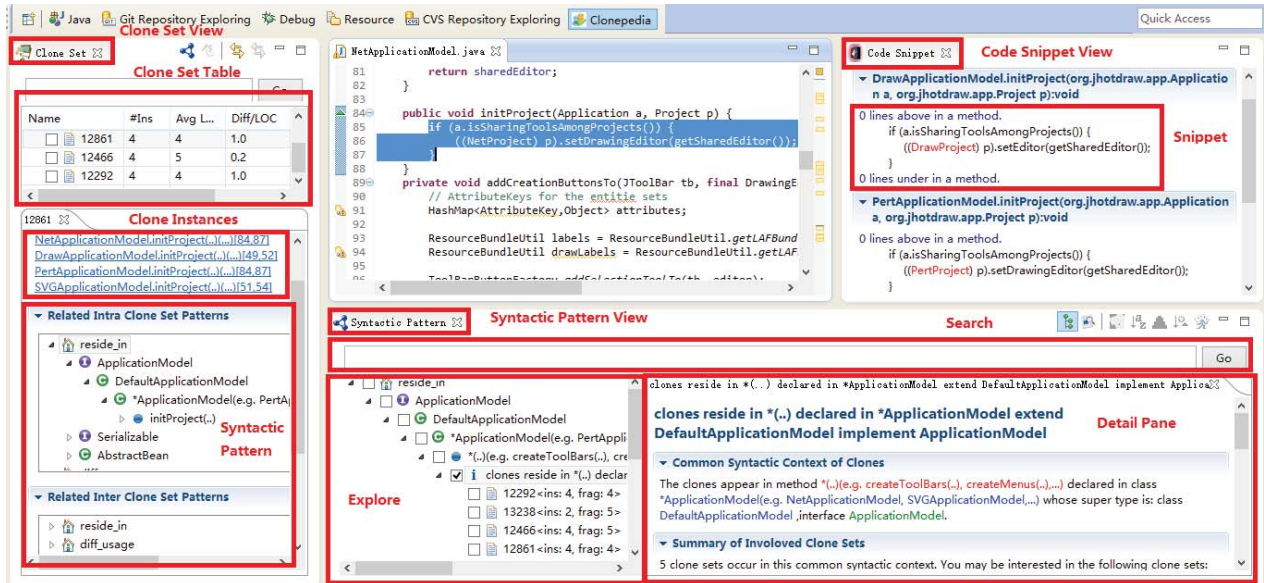 Java Git Repository Exploring Debug Resource CVS Repository Exploring Clonepedia Quick Access
Clone Set View
Clone Set
Clone Set Table
Go
Name #Ins Avg L... Diff/LOC
12861 4 4 1.0
12466 4 5 0.2
12292 4 4 1.0
12861 Clone Instances
NetApplicationModel.initProject(..)(...)[84,87]
DrawApplicationModel.initProject(..)(...)[49,52]
PertApplicationModel.initProject(..)(...)[84,87]
SVGApplicationModel.initProject(..)(...)[51,54]
Related Intra Clone Set Patterns
reside_in
ApplicationModel
DefaultApplicationModel
*ApplicationModel(e.g. PertAp
initProject(..)
Serializable
AbstractBean
Syntactic
Pattern
Related Inter Clone Set Patterns
reside_in
diff_usage
NetApplicationModel.java
81 return sharedEditor;
82 }
83
84 public void initProject(Application a, Project p) {
85 if (a.isSharingToolsAmongProjects()) {
86 ((NetProject) p).setDrawingEditor(getSharedEditor());
87 }
88 }
89 private void addCreationButtonsTo(JToolBar tb, final DrawingE
90 // AttributeKeys for the entitie sets
91 HashMap<AttributeKey,Object> attributes;
92
93 ResourceBundleUtil labels = ResourceBundleUtil.getLAFBund
94 ResourceBundleUtil drawLabels = ResourceBundleUtil.getLAF
95
96 ToolBarButtonFactory.addSelectionToolTo(tb, editor);
Code Snippet Code Snippet View
DrawApplicationModel.initProject(org.jhotdraw.app.Applicatio
n a, org.jhotdraw.app.Project p):void
0 lines above in a method.
if (a.isSharingToolsAmongProjects()) {
((DrawProject) p).setEditor(getSharedEditor());
}
0 lines under in a method.
Snippet
PertApplicationModel.initProject(org.jhotdraw.app.Application
a, org.jhotdraw.app.Project p):void
0 lines above in a method.
if (a.isSharingToolsAmongProjects()) {
((PertProject) p).setDrawingEditor(getSharedEditor());
}
Syntactic Pattern Syntactic Pattern View Search
Go
reside_in
ApplicationModel
DefaultApplicationModel
*ApplicationModel(e.g. PertAppli
*(..)(e.g. createToolBars(..), cre
clones reside in *(..) declar
12292<ins: 4, frag: 4>
13238<ins: 2, frag: 5>
12466<ins: 4, frag: 5>
12861<ins: 4, frag: 4>
Explore
clones reside in *(..) declared in *ApplicationModel extend DefaultApplicationModel implement Applica
clones reside in *(..) declared in *ApplicationModel extend
DefaultApplicationModel implement ApplicationModel
Detail Pane
Common Syntactic Context of Clones
The clones appear in method *(..)(e.g. createToolBars(..), createMenus(..),...) declared in class
*ApplicationModel(e.g. NetApplicationModel, SVGApplicationModel,...) whose super type is: class
DefaultApplicationModel ,interface ApplicationModel.
Summary of Involoved Clone Sets
5 clone sets occur in this common syntactic context. You may be interested in the following clone sets: